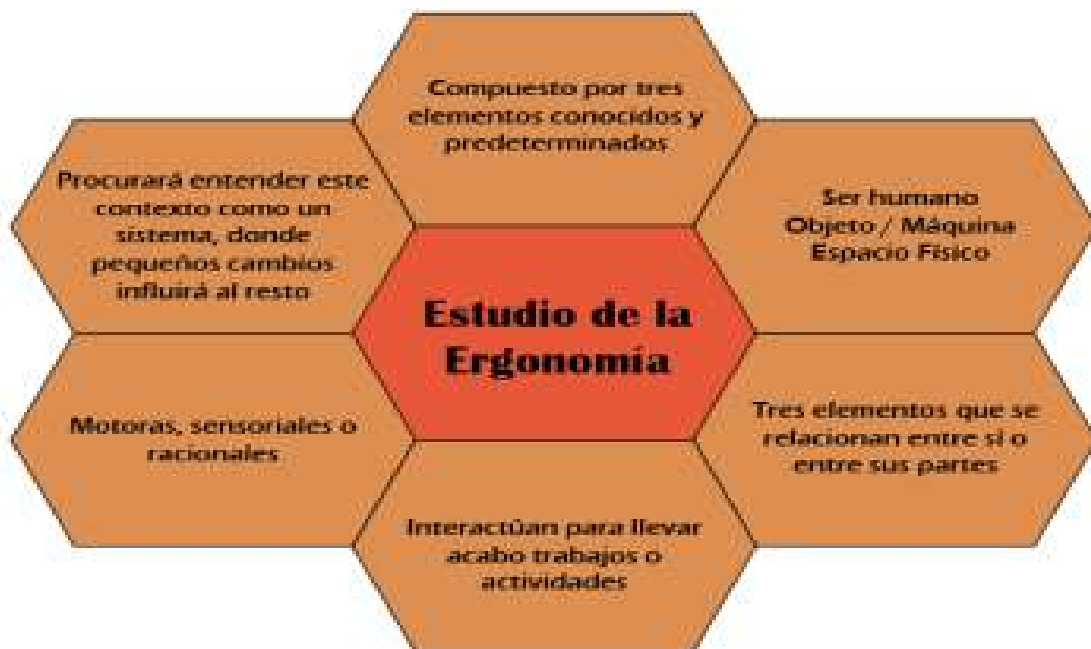 Compuesto por tres
elementos conocidos y
predeterminados
Ser humano
Objeto / Máquina
Espacio Físico
Tres elementos que se
relacionan entre sí o
entre sus partes
Interactúan para llevar
acabo trabajos o
actividades
Motoras, sensoriales o
racionales
Procurará entender este
contexto como un
sistema, donde
pequeños cambios
influirá al resto
Estudio de la
Ergonomía